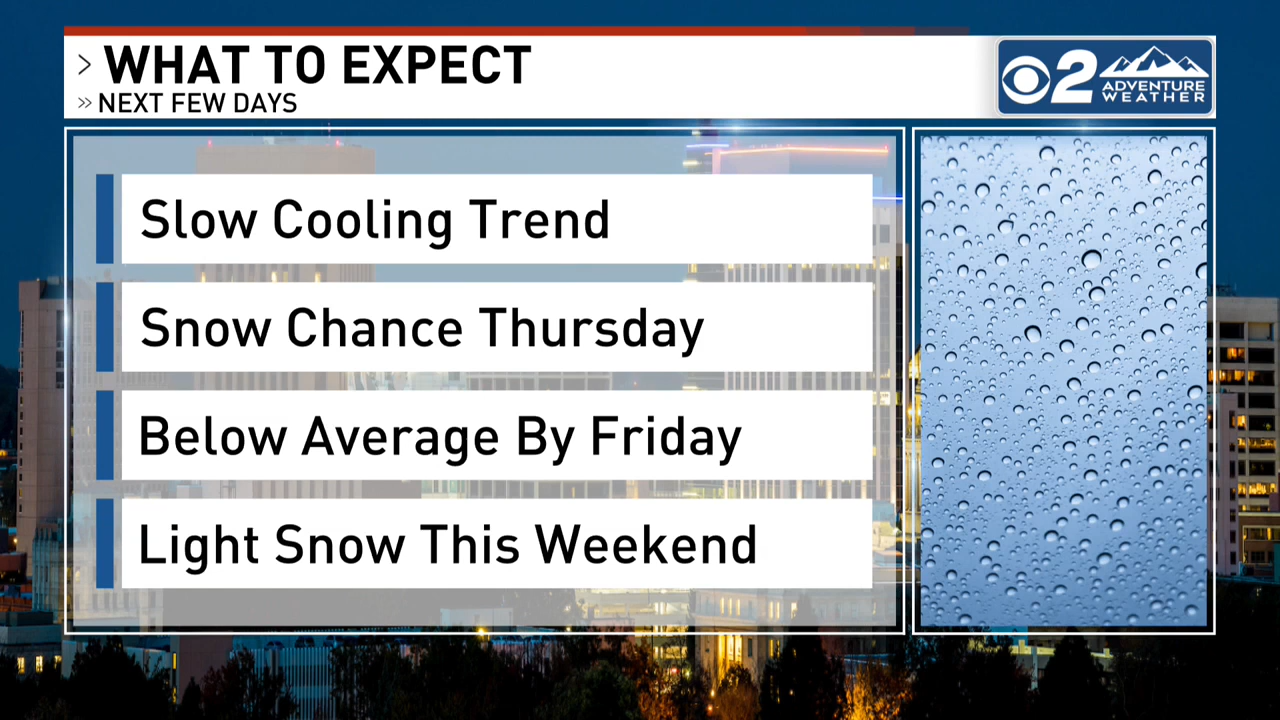 > WHAT TO EXPECT
» NEXT FEW DAYS
2 ADVENTURE
WEATHER
Slow Cooling Trend
Snow Chance Thursday
Below Average By Friday
Light Snow This Weekend